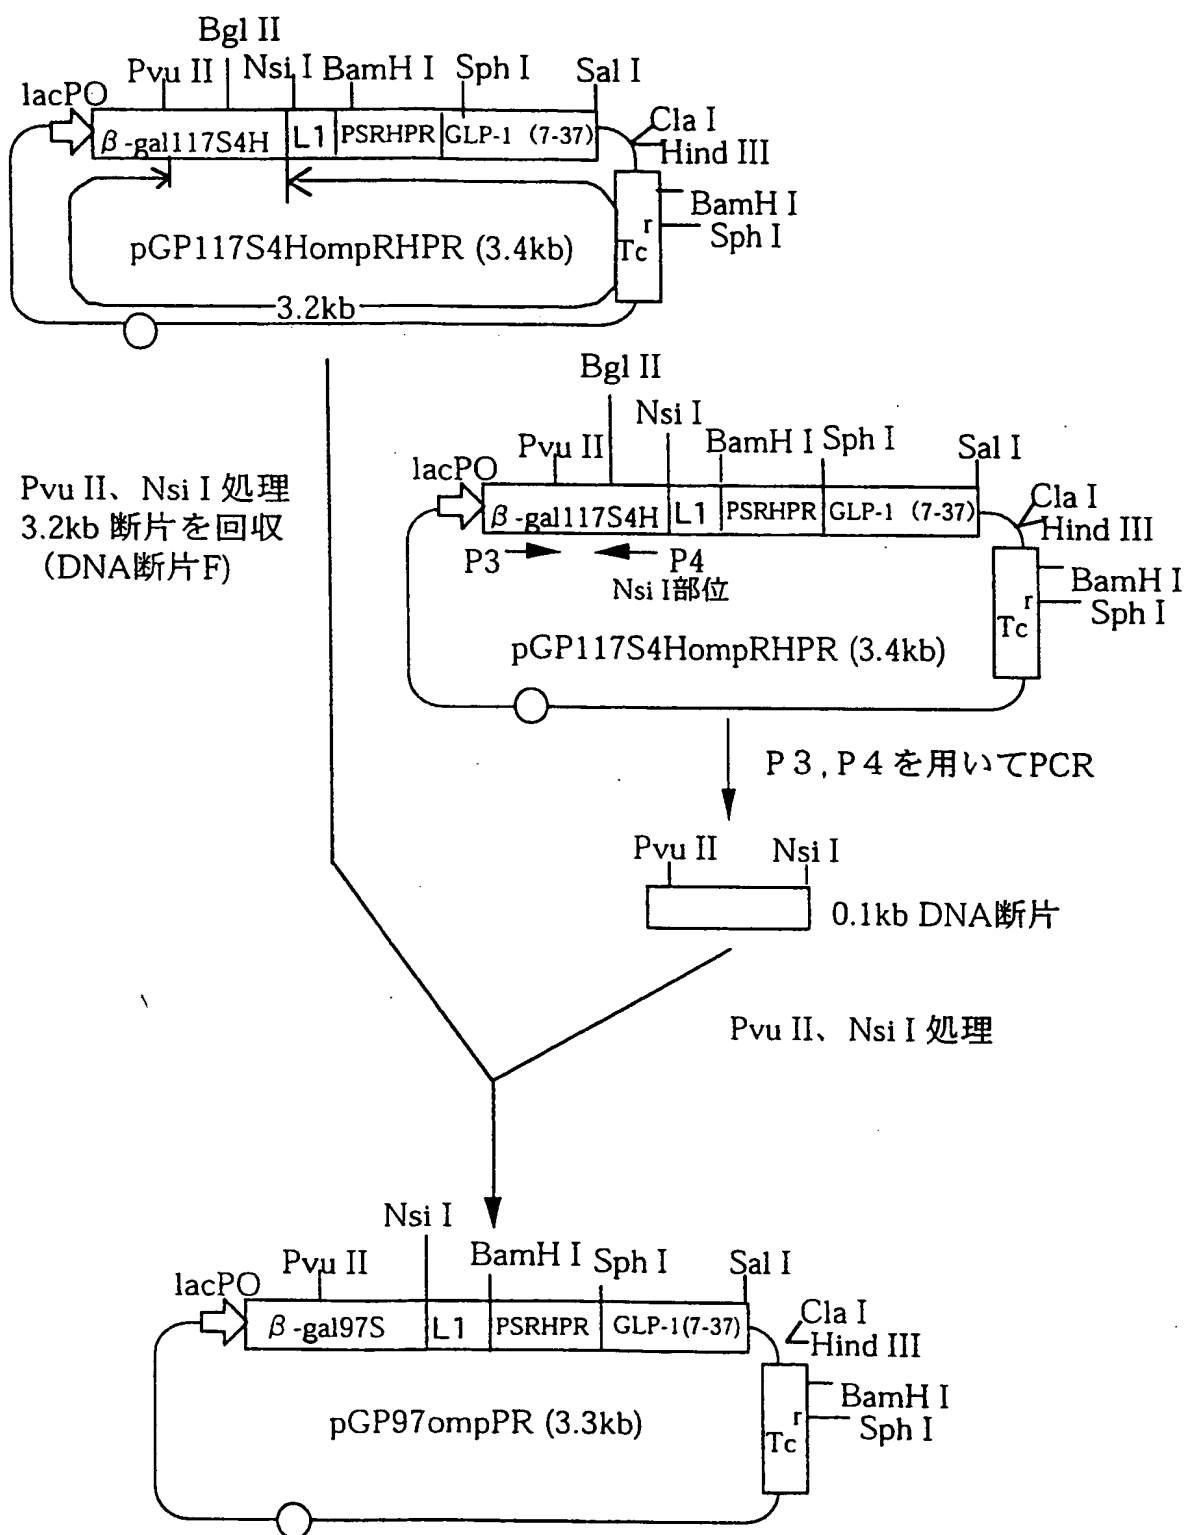 Bgl II
Pvu II Nsi I BamH I Sph I Sal I
lacPO
β-gal117S4H L1 PSRHPR GLP-1 (7-37)
Cla I
Hind III
BamH I
Sph I
Tc r
pGP117S4HompRHPR (3.4kb)
3.2kb
Pvu II、Nsi I 処理
3.2kb 断片を回収
(DNA断片F)
Bgl II
Nsi I
Pvu II BamH I Sph I Sal I
lacPO
β-gal117S4H L1 PSRHPR GLP-1 (7-37)
Cla I
Hind III
P3 P4
Nsi I部位
BamH I
Sph I
Tc r
pGP117S4HompRHPR (3.4kb)
P3,P4を用いてPCR
Pvu II Nsi I
0.1kb DNA断片
Pvu II、Nsi I 処理
Nsi I
Pvu II BamH I Sph I Sal I
lacPO
β-gal97S L1 PSRHPR GLP-1(7-37)
Cla I
Hind III
BamH I
Sph I
Tc r
pGP97ompPR (3.3kb)